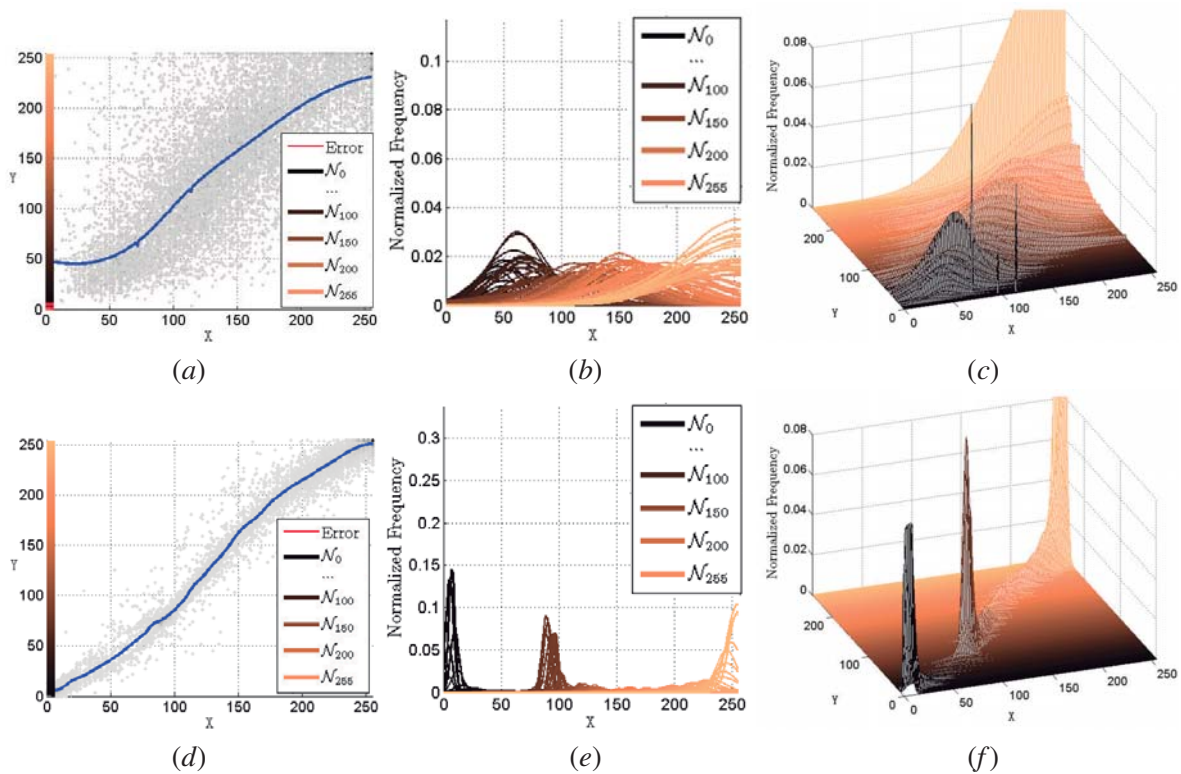 250
200
150
100
50
0
Y
0
50
100
150
200
250
X
Error
𝒩₀
...
𝒩₁₀₀
𝒩₁₅₀
𝒩₂₀₀
𝒩₂₅₅
(a)
Normalized Frequency
0.1
0.08
0.06
0.04
0.02
0
0
50
100
150
200
250
X
𝒩₀
...
𝒩₁₀₀
𝒩₁₅₀
𝒩₂₀₀
𝒩₂₅₅
(b)
Normalized Frequency
0.08
0.06
0.04
0.02
0
200
100
0
Y
0
50
100
150
200
250
X
(c)
250
200
150
100
50
0
Y
0
50
100
150
200
250
X
Error
𝒩₀
...
𝒩₁₀₀
𝒩₁₅₀
𝒩₂₀₀
𝒩₂₅₅
(d)
Normalized Frequency
0.3
0.25
0.2
0.15
0.1
0.05
0
0
50
100
150
200
250
X
𝒩₀
...
𝒩₁₀₀
𝒩₁₅₀
𝒩₂₀₀
𝒩₂₅₅
(e)
Normalized Frequency
0.08
0.06
0.04
0.02
0
200
100
0
Y
0
50
100
150
200
250
X
(f)